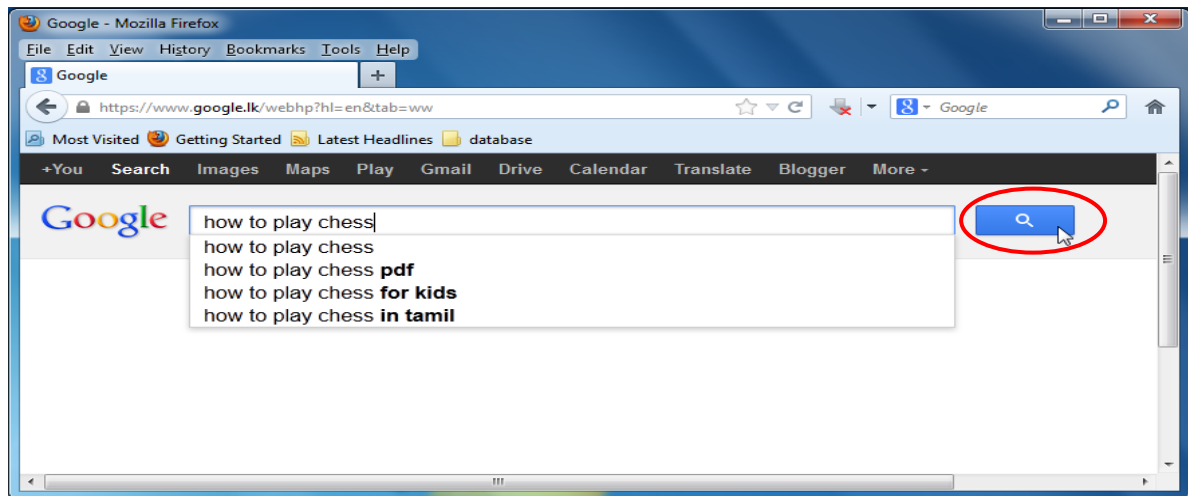 Google - Mozilla Firefox
File Edit View History Bookmarks Tools Help
8 Google +
https://www.google.lk/webhp?hl=en&tab=ww 8 Google
Most Visited Getting Started Latest Headlines database
+You Search Images Maps Play Gmail Drive Calendar Translate Blogger More
Google how to play chess
how to play chess
how to play chess pdf
how to play chess for kids
how to play chess in tamil